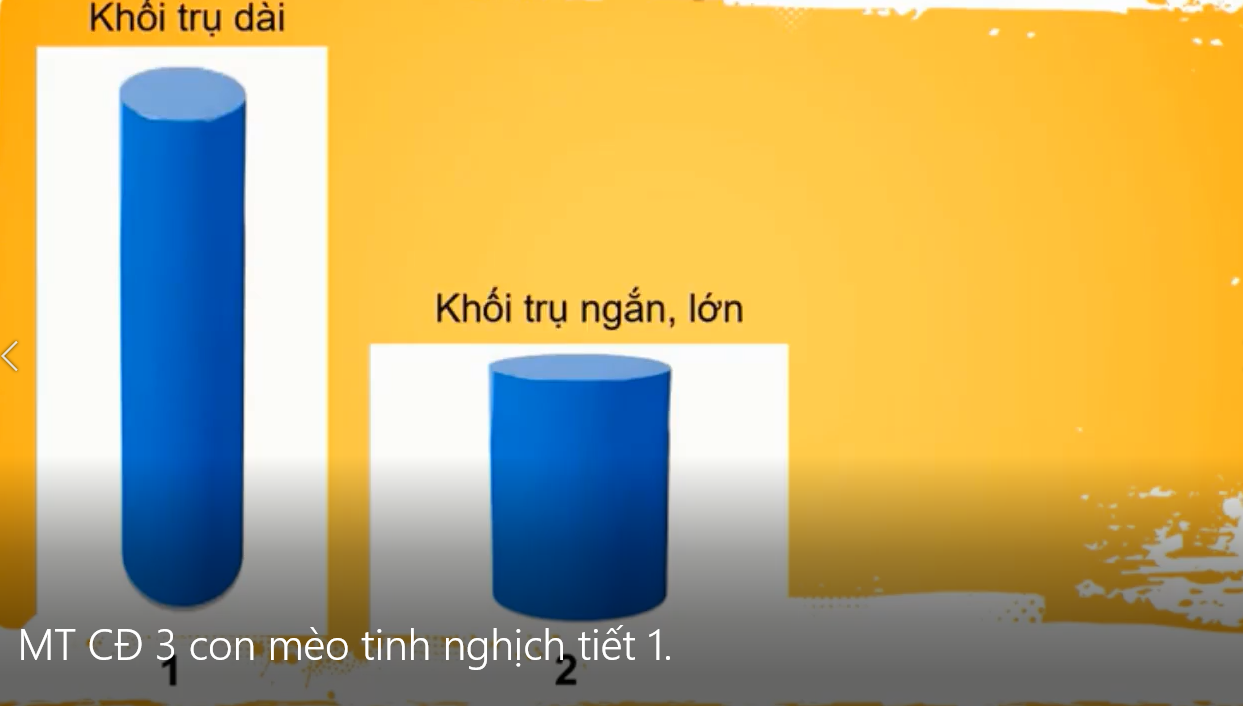 Khối trụ dài
Khối trụ ngắn, lớn
MT CĐ 3 con mèo tinh nghịch tiết 1.
1
2